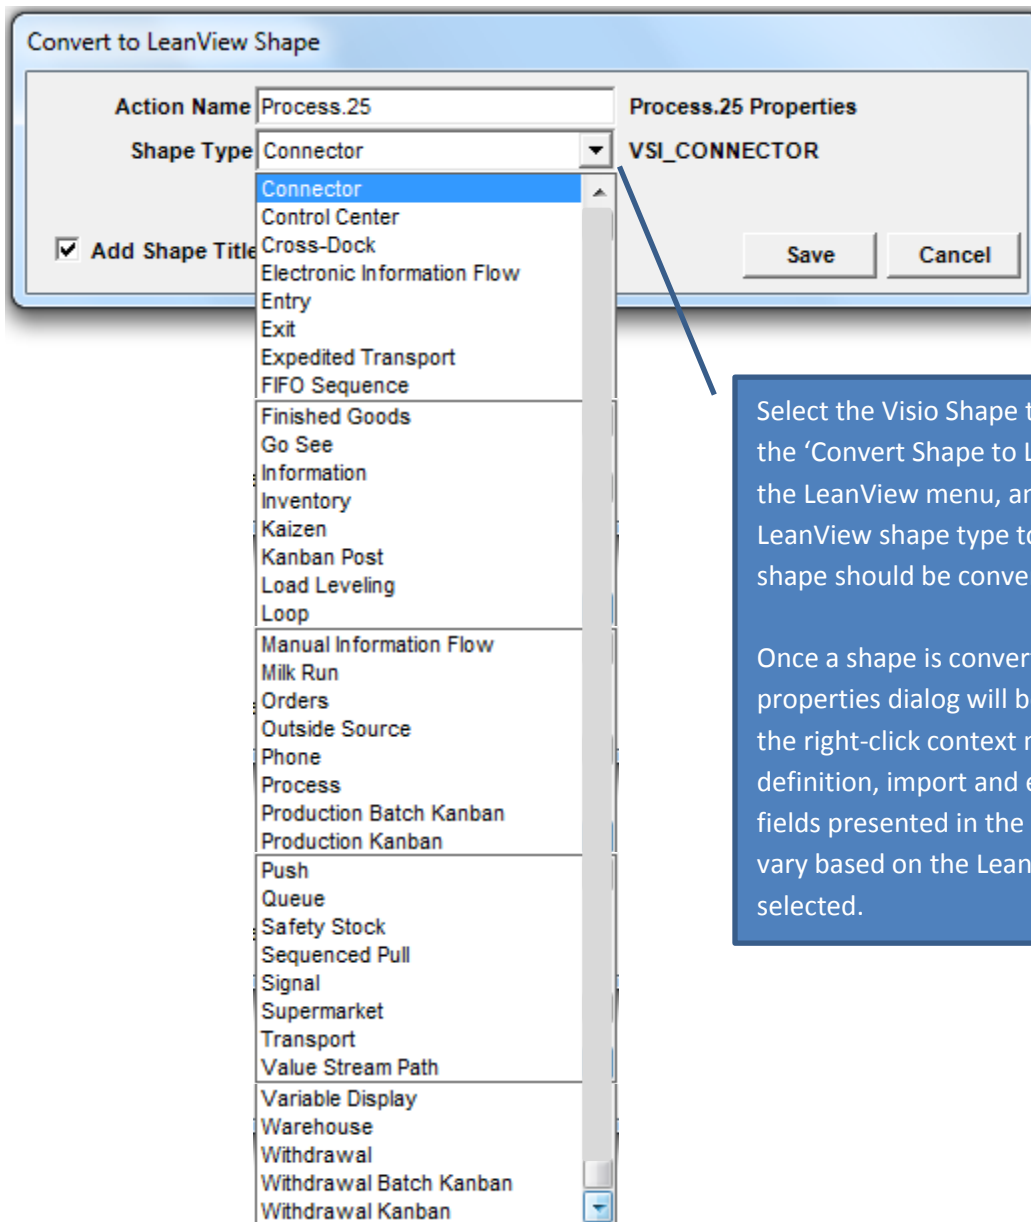 Convert to LeanView Shape
Action Name Process.25 Process.25 Properties
Shape Type Connector VSI_CONNECTOR
Connector
Control Center
Cross-Dock
Electronic Information Flow
Entry
Exit
Expedited Transport
FIFO Sequence
Finished Goods
Go See
Information
Inventory
Kaizen
Kanban Post
Load Leveling
Loop
Manual Information Flow
Milk Run
Orders
Outside Source
Phone
Process
Production Batch Kanban
Production Kanban
Push
Queue
Safety Stock
Sequenced Pull
Signal
Supermarket
Transport
Value Stream Path
Variable Display
Warehouse
Withdrawal
Withdrawal Batch Kanban
Withdrawal Kanban
Add Shape Title
Save Cancel
Select the Visio Shape
the ‘Convert Shape to
the LeanView menu,
LeanView shape type
shape should be
Once a shape is
properties dialog will
the right-click context
definition, import and
fields presented in the
vary based on the
selected.